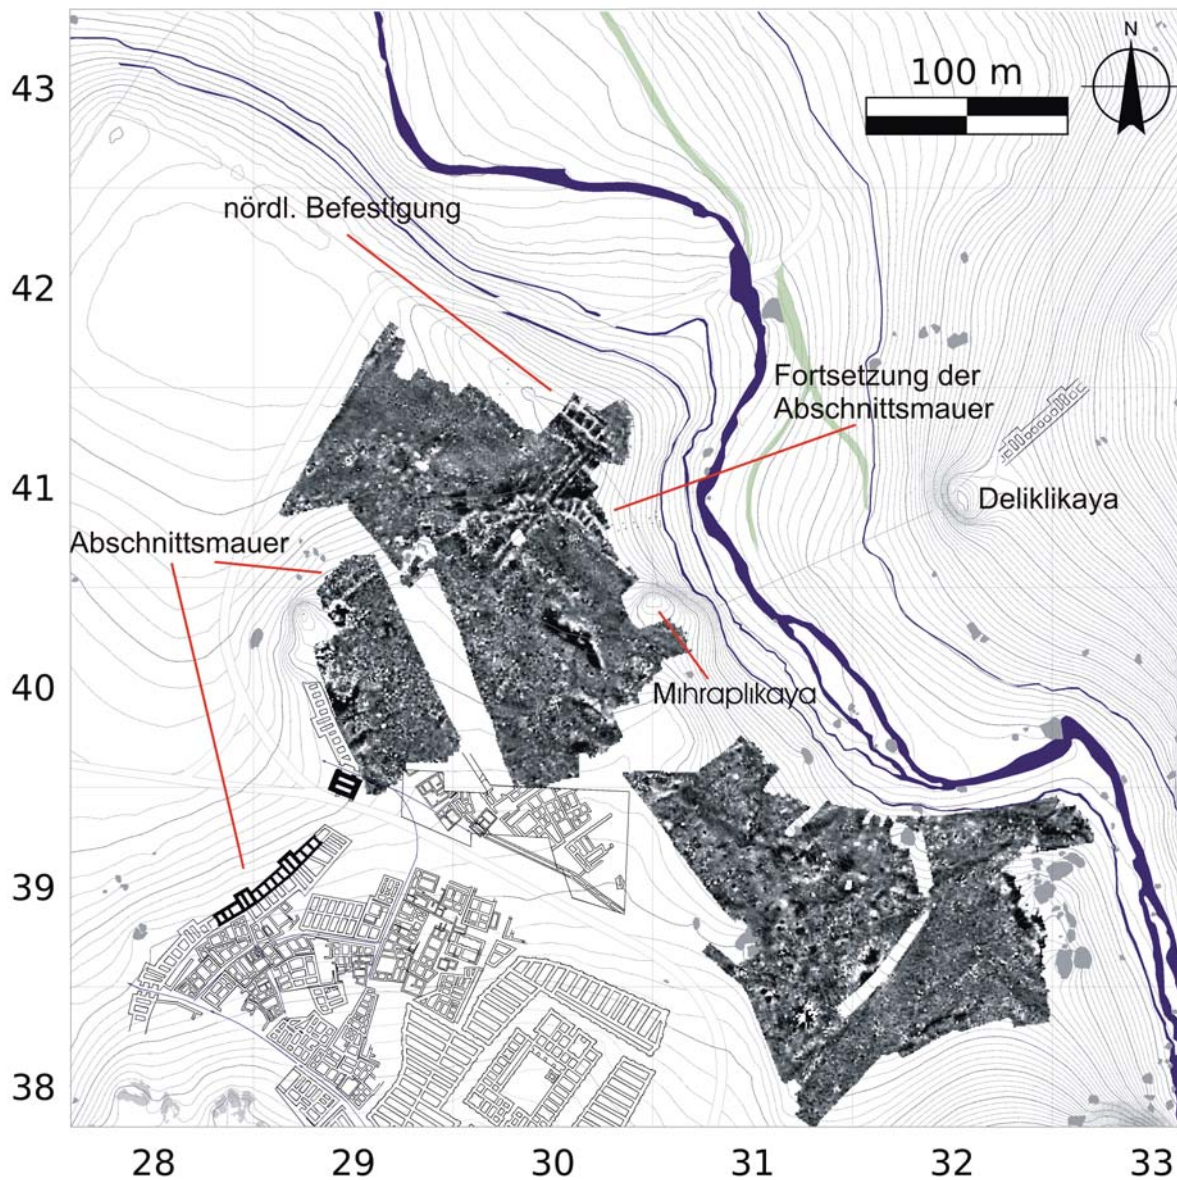 43
100 m
N
nördl. Befestigung
42
Fortsetzung der
Abschnittsmauer
41
Deliklikaya
Abschnittsmauer
40
Mıhraplıkaya
39
38
28 29 30 31 32 33